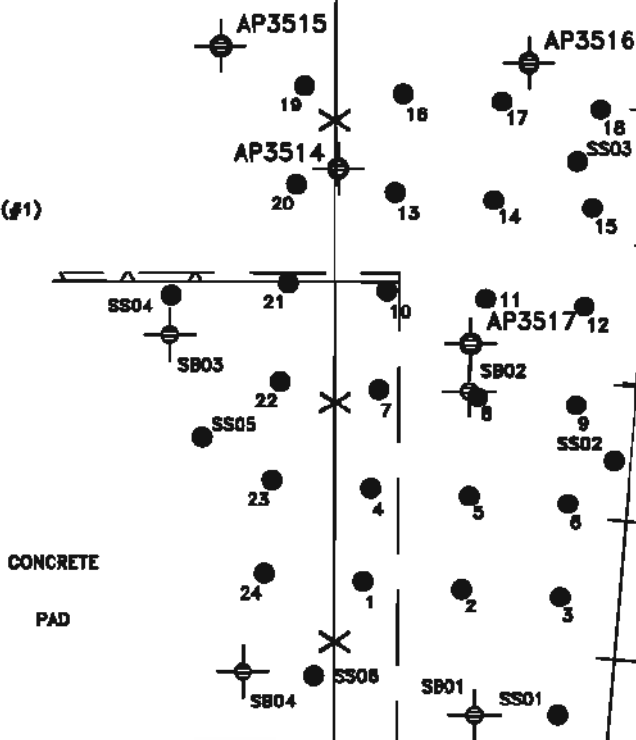 AP3515
AP3516
19
16
17
18
AP3514
SS03
20
13
14
15
(#1)
21
SS04
10
11
12
AP3517
SB03
SB02
22
7
8
9
SS05
SS02
23
4
5
6
CONCRETE
24
1
2
3
PAD
SS06
SB04
SB01
SS01